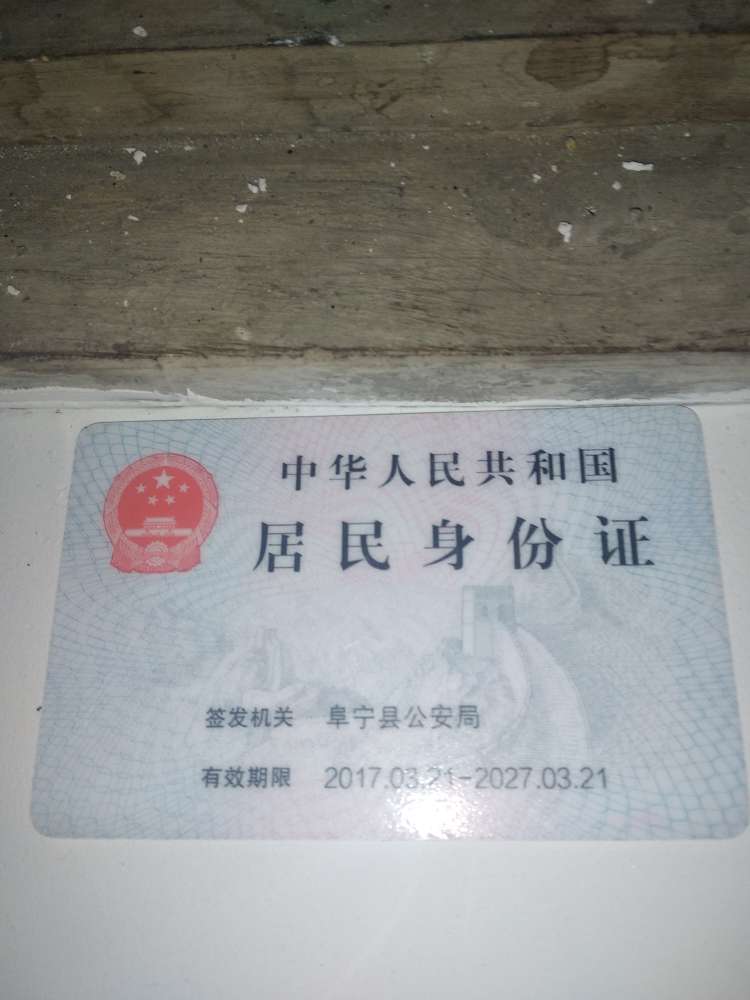 中华人民共和国
居民身份证
签发机关 阜宁县公安局
有效期限 2017.03.21-2027.03.21